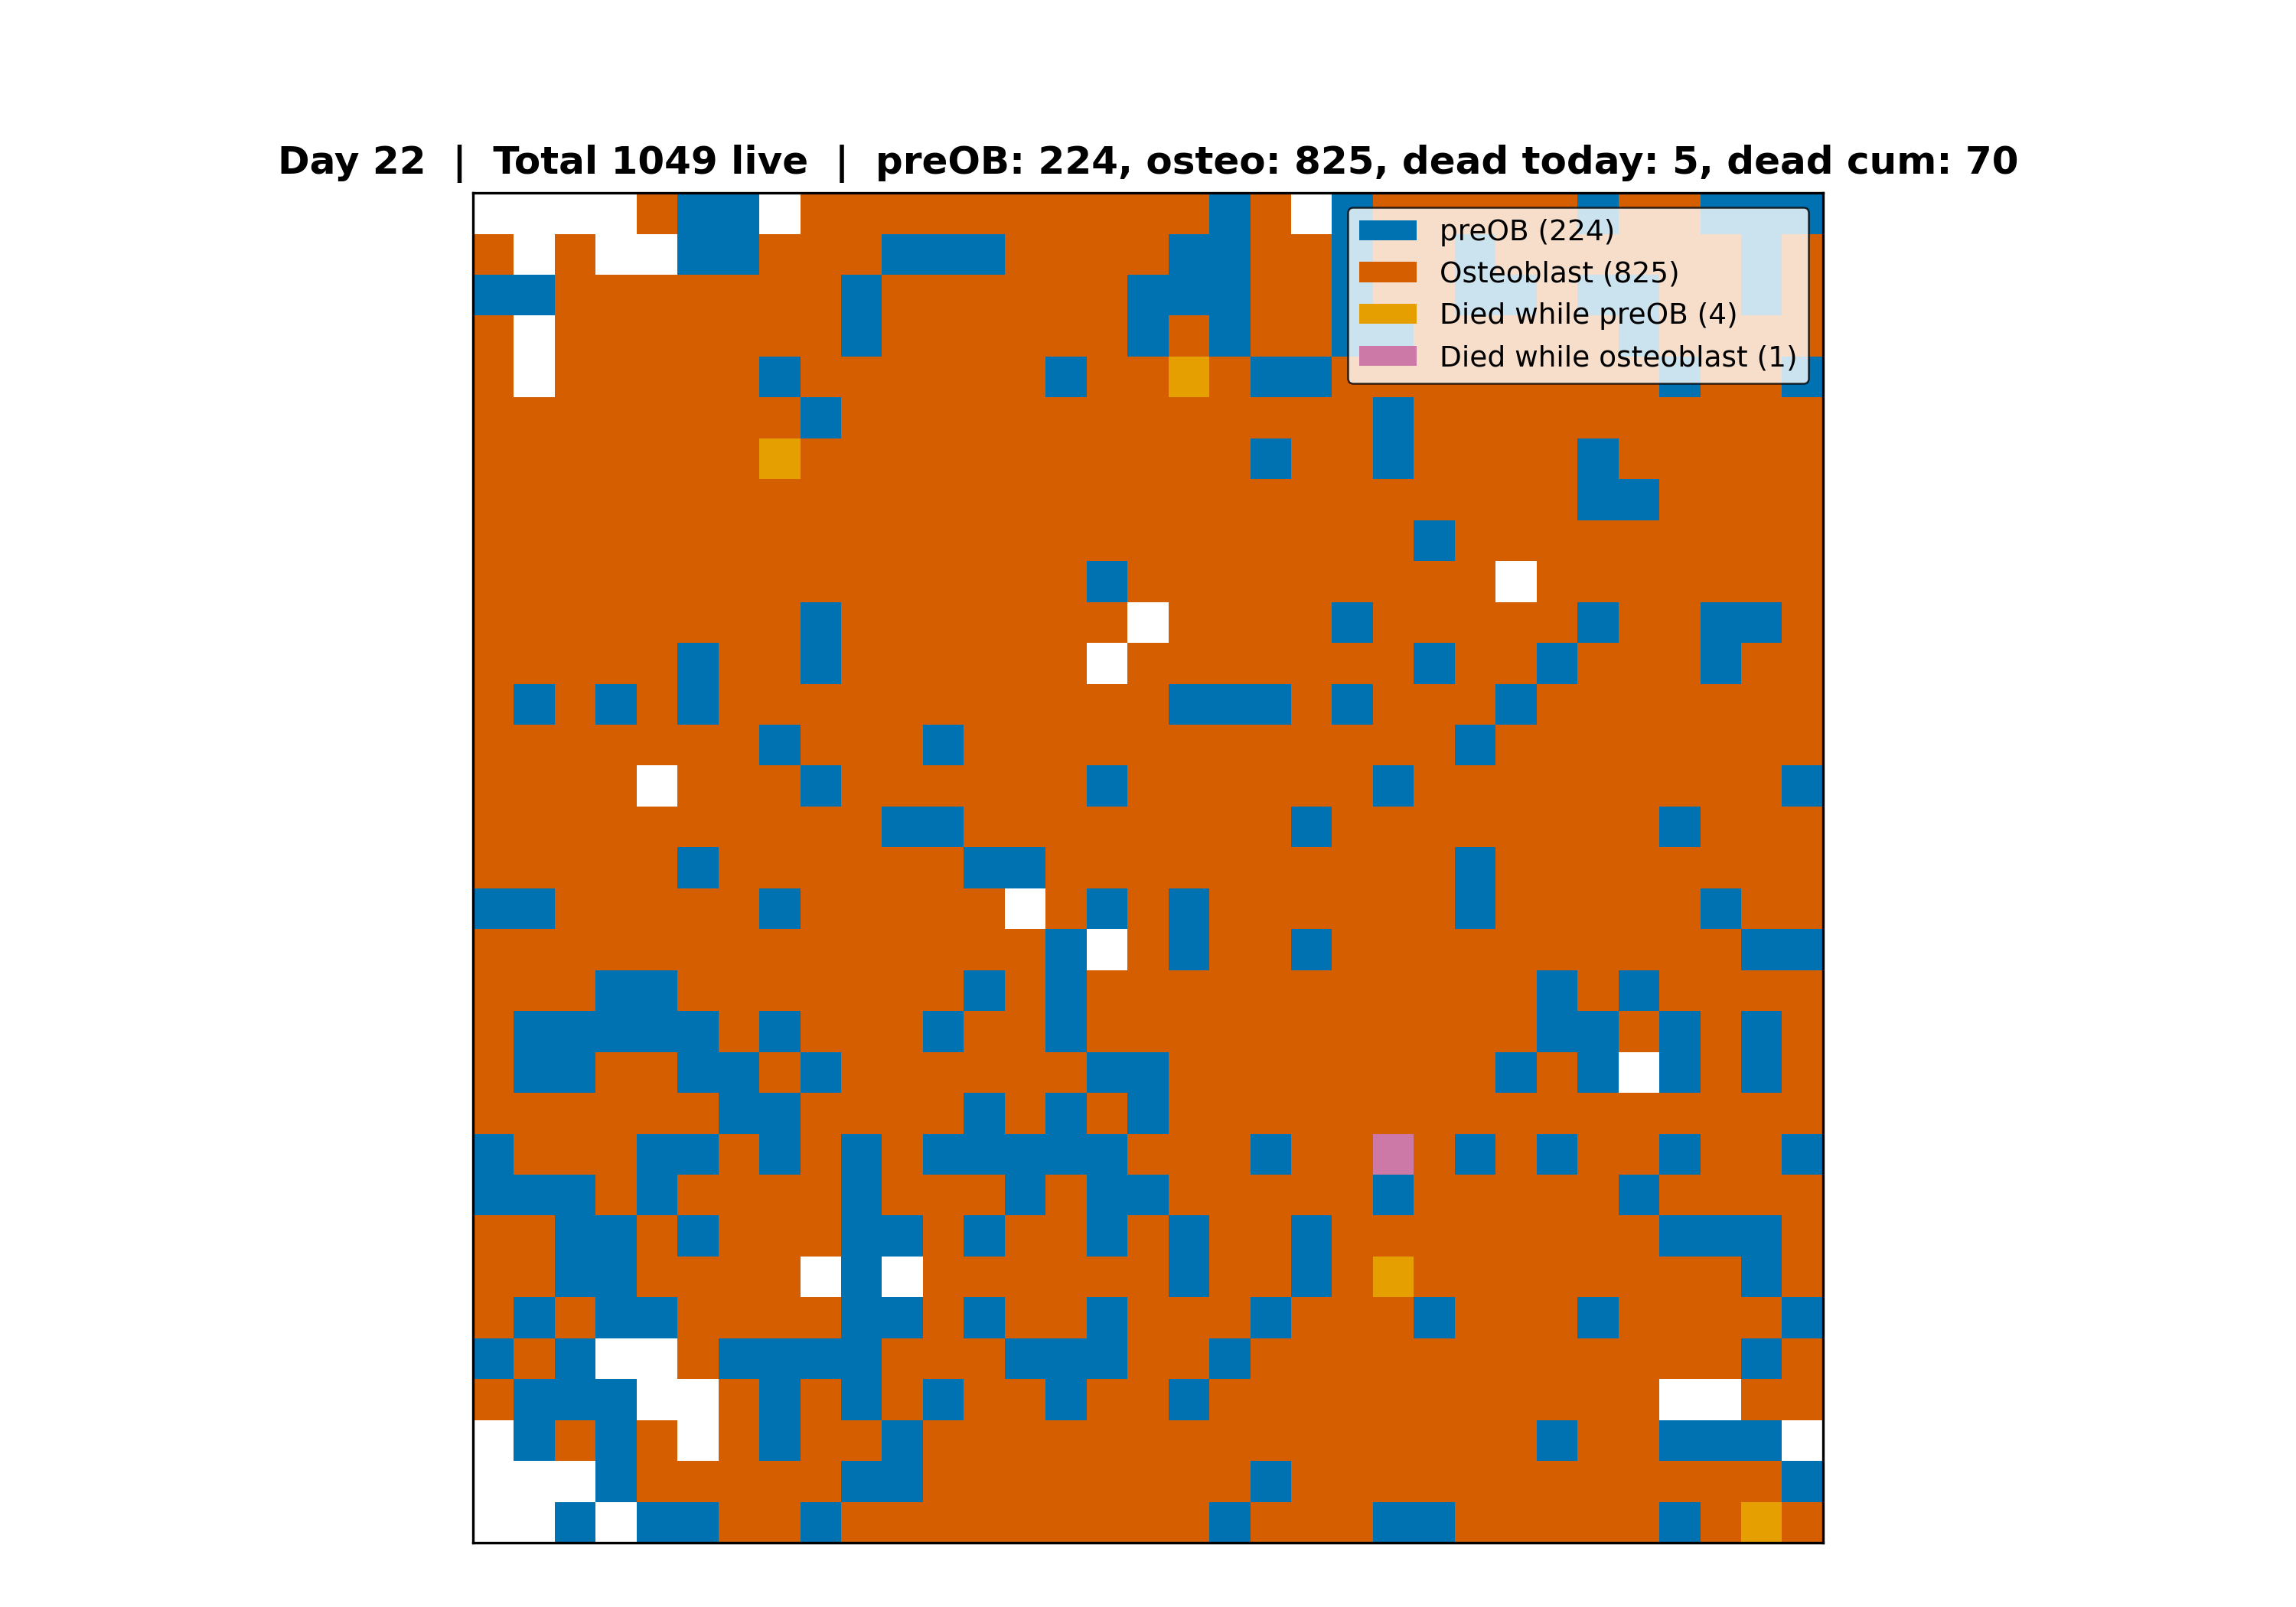 Day 22 | Total 1049 live | preOB: 224, osteo: 825, dead today: 5, dead cum: 70
preOB (224)
Osteoblast (825)
Died while preOB (4)
Died while osteoblast (1)